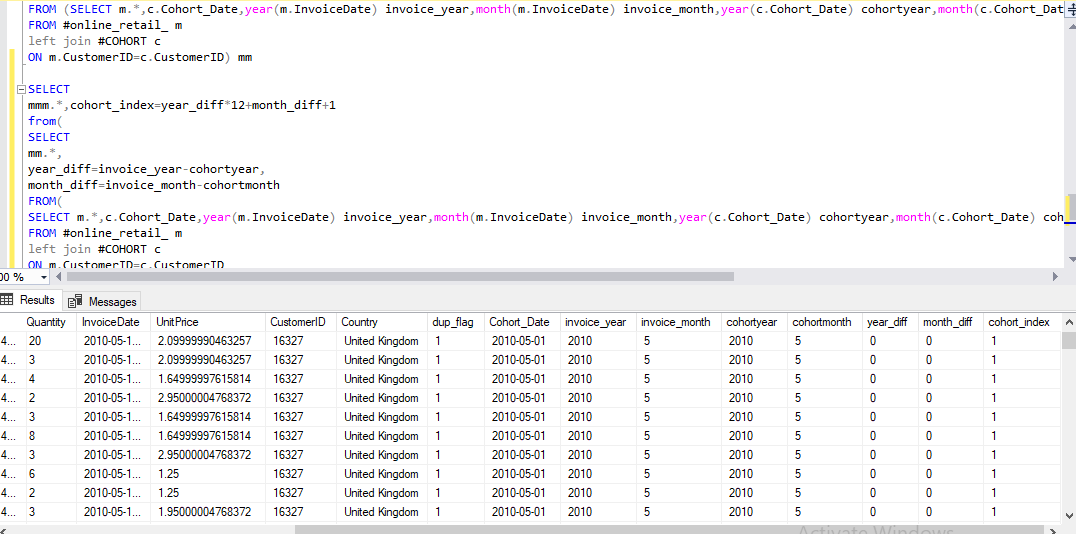 FROM (SELECT m.*,c.Cohort_Date,year(m.InvoiceDate) invoice_year,month(m.InvoiceDate) invoice_month,year(c.Cohort_Date) cohortyear,month(c.Cohort_Dat
FROM #online_retail_ m
left join #COHORT c
ON m.CustomerID=c.CustomerID) mm
SELECT
mmm.*,cohort_index=year_diff*12+month_diff+1
from(
SELECT
mm.*,
year_diff=invoice_year-cohortyear,
month_diff=invoice_month-cohortmonth
FROM(
SELECT m.*,c.Cohort_Date,year(m.InvoiceDate) invoice_year,month(m.InvoiceDate) invoice_month,year(c.Cohort_Date) cohortyear,month(c.Cohort_Date) coh
FROM #online_retail_ m
left join #COHORT c
ON m.CustomerID=c.CustomerID
00 %
Results Messages
Quantity InvoiceDate UnitPrice CustomerID Country dup_flag Cohort_Date invoice_year invoice_month cohortyear cohortmonth year_diff month_diff cohort_index
4... 20 2010-05-1... 2.09999990463257 16327 United Kingdom 1 2010-05-01 2010 5 2010 5 0 0 1
4... 3 2010-05-1... 2.09999990463257 16327 United Kingdom 1 2010-05-01 2010 5 2010 5 0 0 1
4... 4 2010-05-1... 1.64999997615814 16327 United Kingdom 1 2010-05-01 2010 5 2010 5 0 0 1
4... 2 2010-05-1... 2.95000004768372 16327 United Kingdom 1 2010-05-01 2010 5 2010 5 0 0 1
4... 3 2010-05-1... 1.64999997615814 16327 United Kingdom 1 2010-05-01 2010 5 2010 5 0 0 1
4... 8 2010-05-1... 1.64999997615814 16327 United Kingdom 1 2010-05-01 2010 5 2010 5 0 0 1
4... 3 2010-05-1... 2.95000004768372 16327 United Kingdom 1 2010-05-01 2010 5 2010 5 0 0 1
4... 6 2010-05-1... 1.25 16327 United Kingdom 1 2010-05-01 2010 5 2010 5 0 0 1
4... 2 2010-05-1... 1.25 16327 United Kingdom 1 2010-05-01 2010 5 2010 5 0 0 1
4... 3 2010-05-1... 1.95000004768372 16327 United Kingdom 1 2010-05-01 2010 5 2010 5 0 0 1
Activate Windows